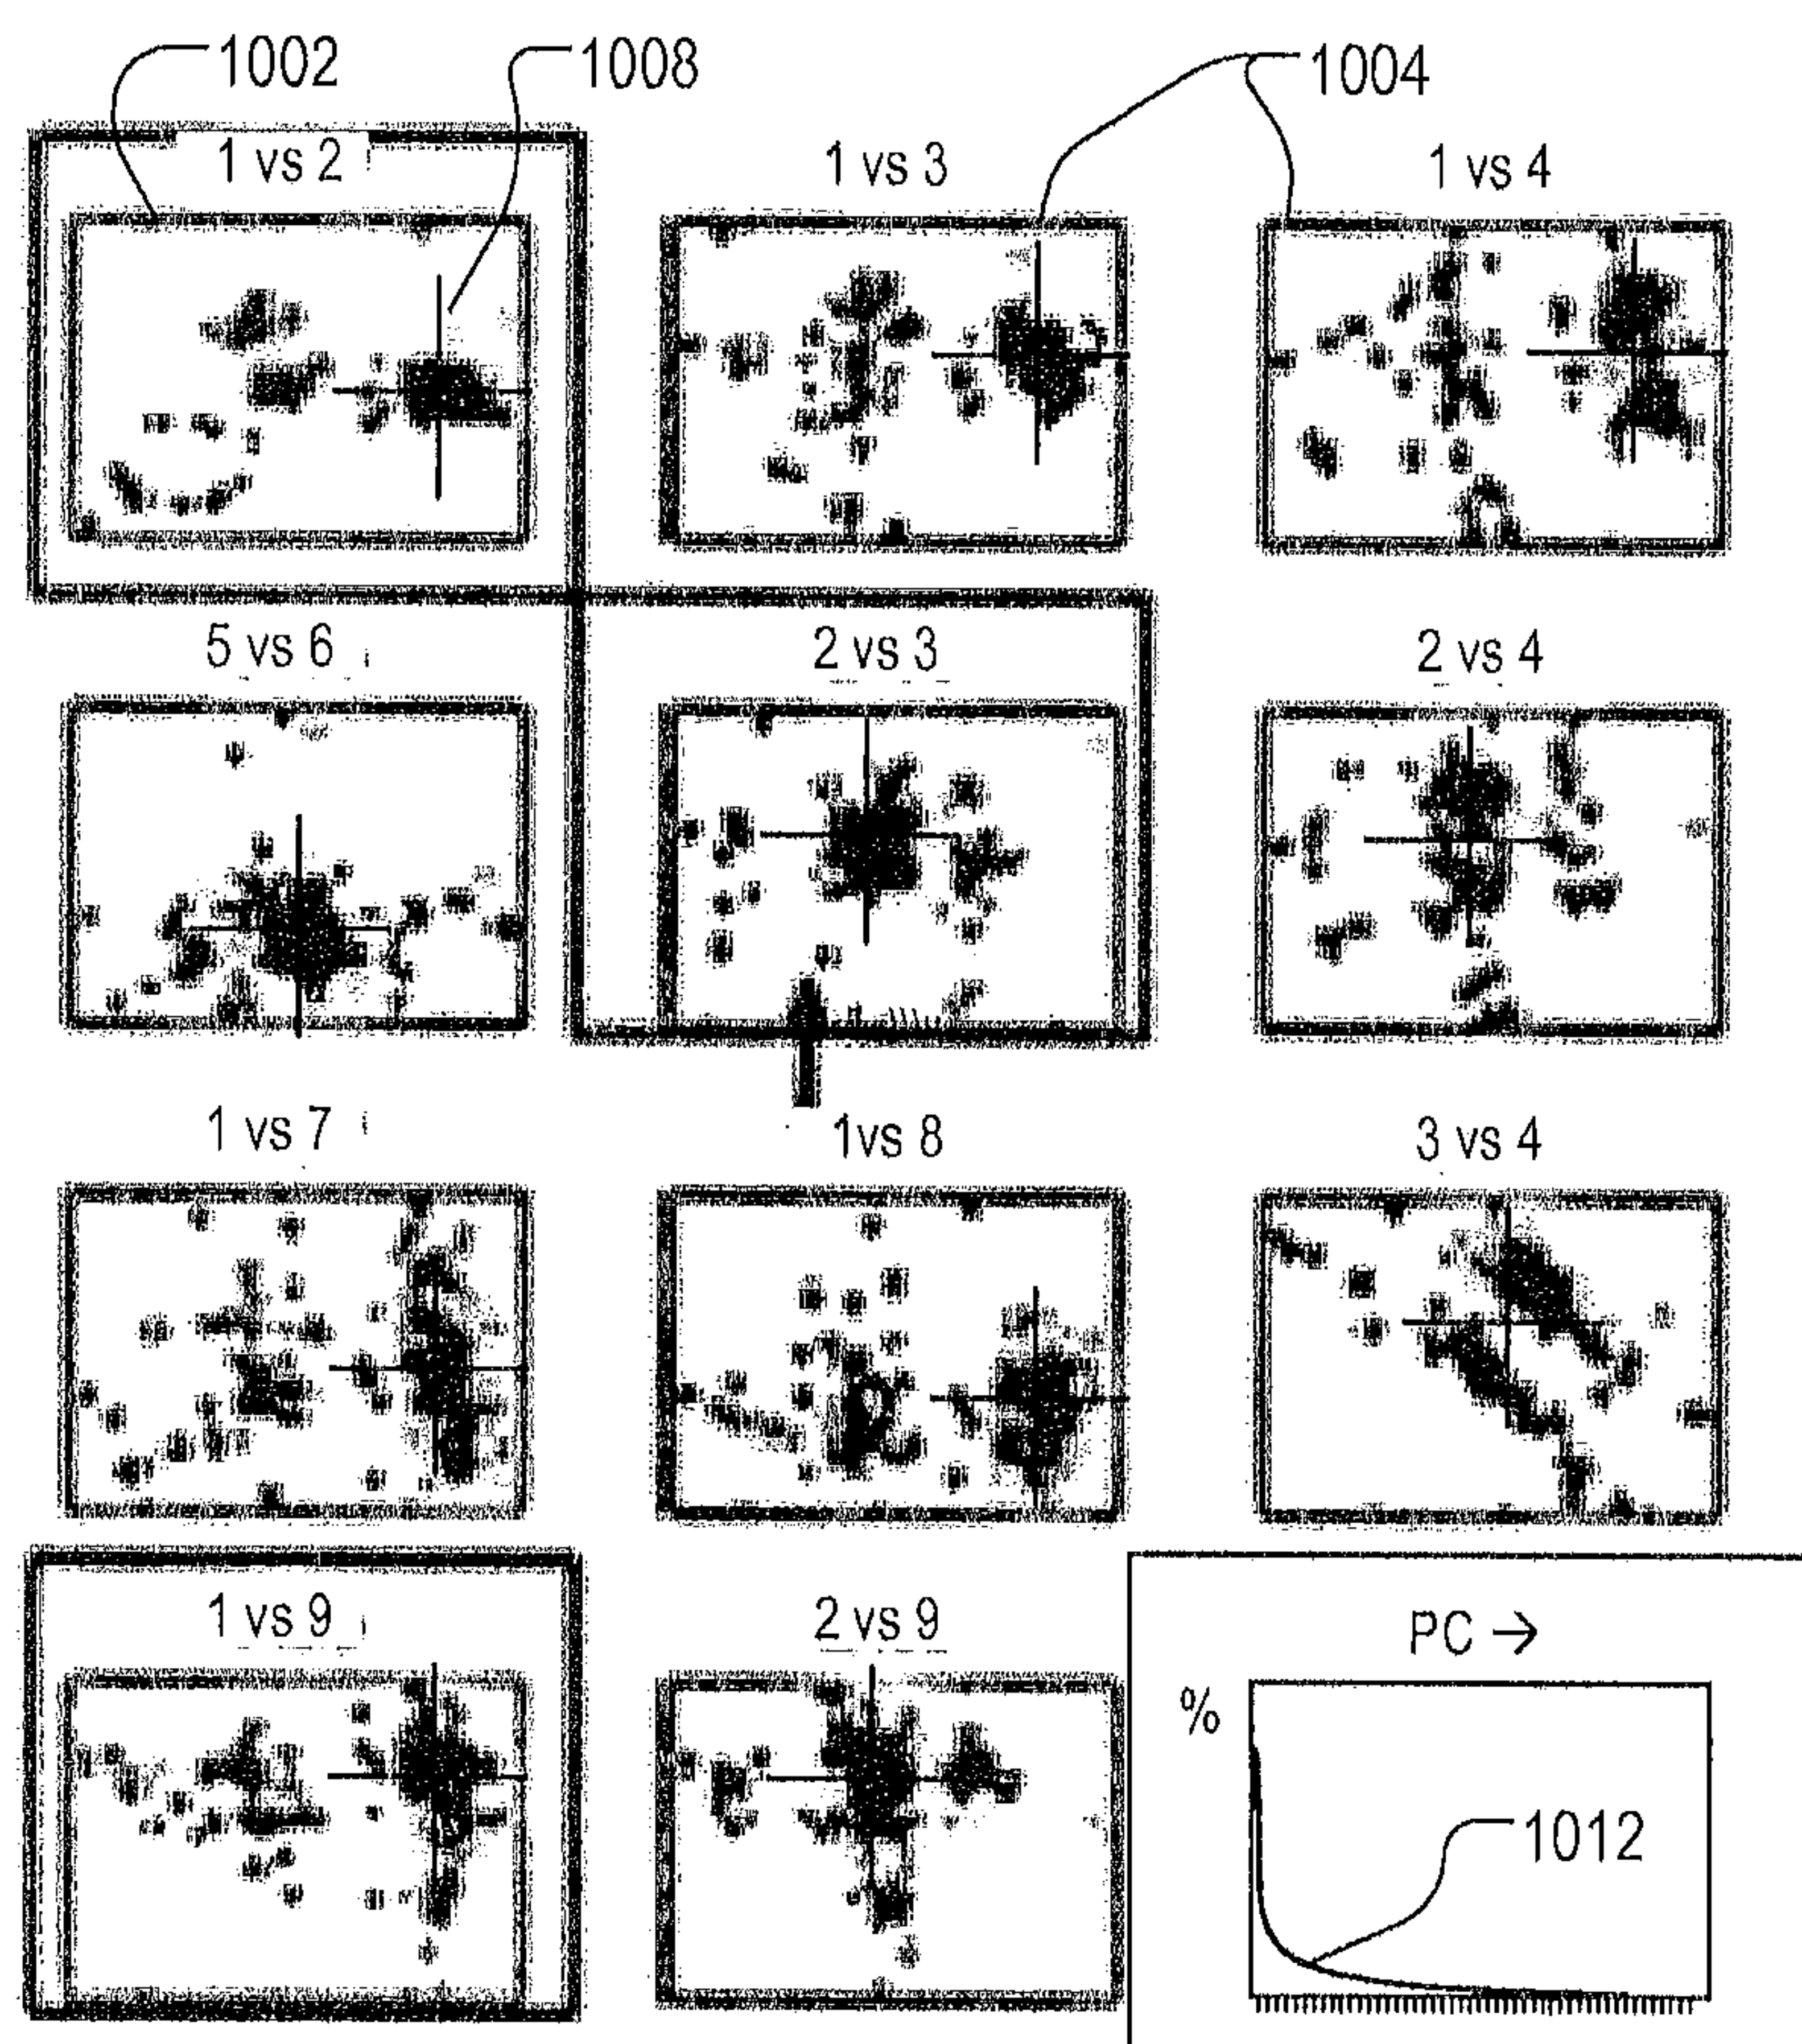 1002
1008
1004
1 vs 2
1 vs 3
1 vs 4
5 vs 6
2 vs 3
2 vs 4
1 vs 7
1vs 8
3 vs 4
1 vs 9
2 vs 9
PC →
%
1012